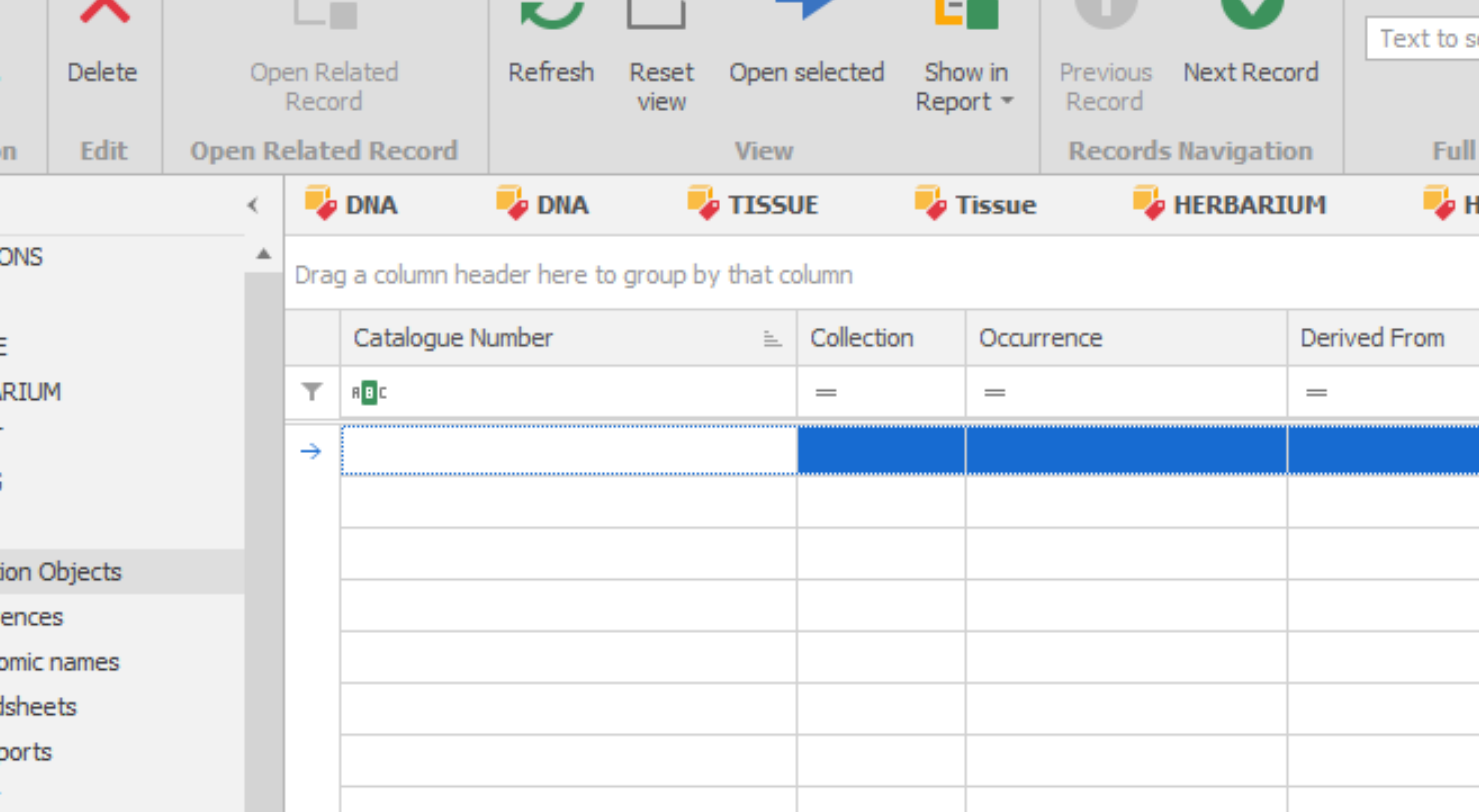 Text to s
Delete
Open Related
Record
Refresh
Reset
view
Open selected
Show in
Report
Previous
Record
Next Record
n
Edit
Open Related Record
View
Records Navigation
Full
DNA
DNA
TISSUE
Tissue
HERBARIUM
H
ONS
E
ARIUM
ion Objects
ences
omic names
dsheets
ports
Drag a column header here to group by that column
Catalogue Number
Collection
Occurrence
Derived From
ABC
=
=
=